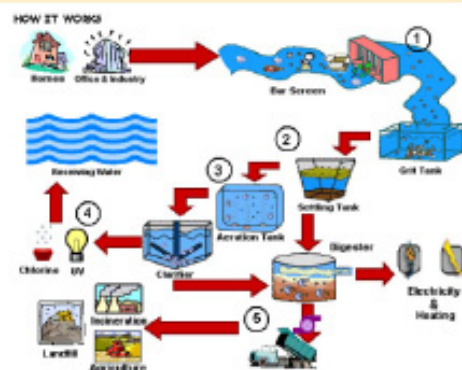 HOW IT WORKS
Homes
Office & Industry
1
Bar Screen
Grit Tank
2
Settling Tank
3
Aeration Tank
Receiving Water
4
Chlorine
UV
Clarifier
Digester
Electricity
&
Heating
5
Incineration
Landfill
Agriculture